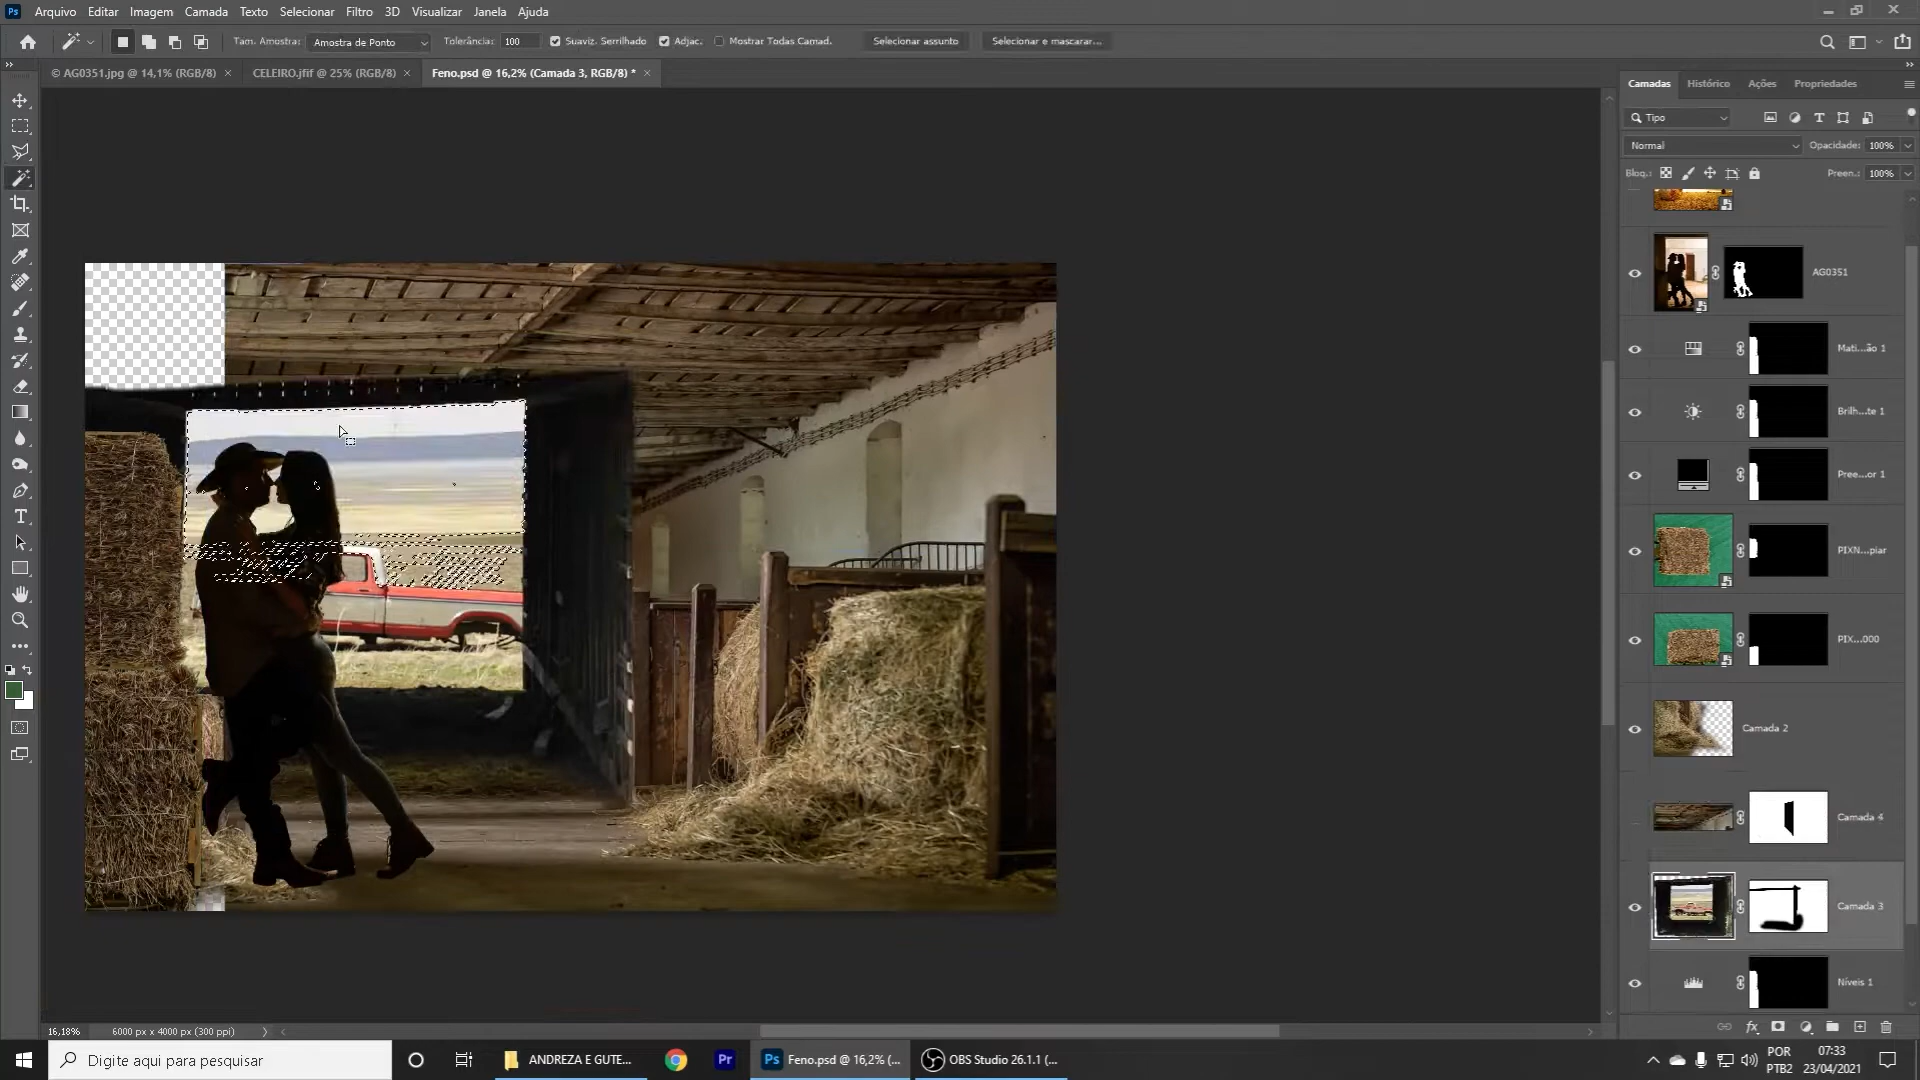 Ps Arquivo Editar Imagem Camada Texto Selecionar Filtro 3D Visualizar Janela Ajuda
Tam. Amostra: Amostra de Ponto Tolerância: 100 Suaviz. Serrilhado Adjac. Mostrar Todas Camad. Selecionar assunto Selecionar e mascarar...
© AG0351.jpg @ 14,1% (RGB/8) × CELEIRO.jfif @ 25% (RGB/8) × Feno.psd @ 16,2% (Camada 3, RGB/8) * ×
Camadas Histórico Ações Propriedades
Tipo
Normal Opacidade: 100%
Bloq.: Preen.: 100%
AG0351
Mati...ão 1
Brilh...te 1
Pree...or 1
PIXN...piar
PIX...000
Camada 2
Camada 4
Camada 3
Níveis 1
16,18% 6000 px x 4000 px (300 ppi)
Digite aqui para pesquisar
ANDREZA E GUTE...
Pr
Ps Feno.psd @ 16,2% (...
OBS Studio 26.1.1 (...
POR
PTB2
07:33
23/04/2021